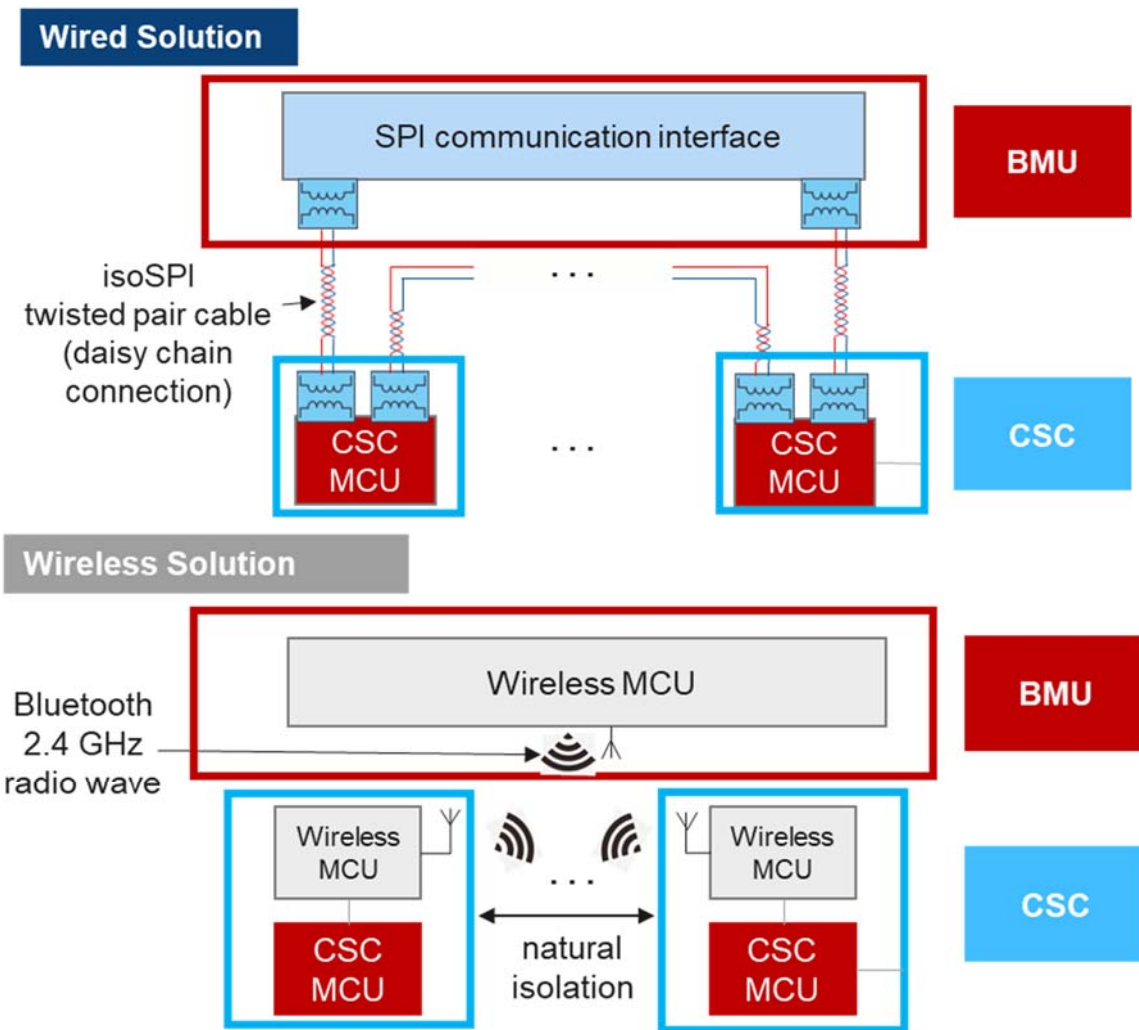 Wired Solution
SPI communication interface
BMU
isoSPI
twisted pair cable
(daisy chain
connection)
...
CSC
MCU
...
CSC
MCU
CSC
Wireless Solution
Wireless MCU
BMU
Bluetooth
2.4 GHz
radio wave
Wireless
MCU
...
Wireless
MCU
CSC
CSC
MCU
natural
isolation
CSC
MCU